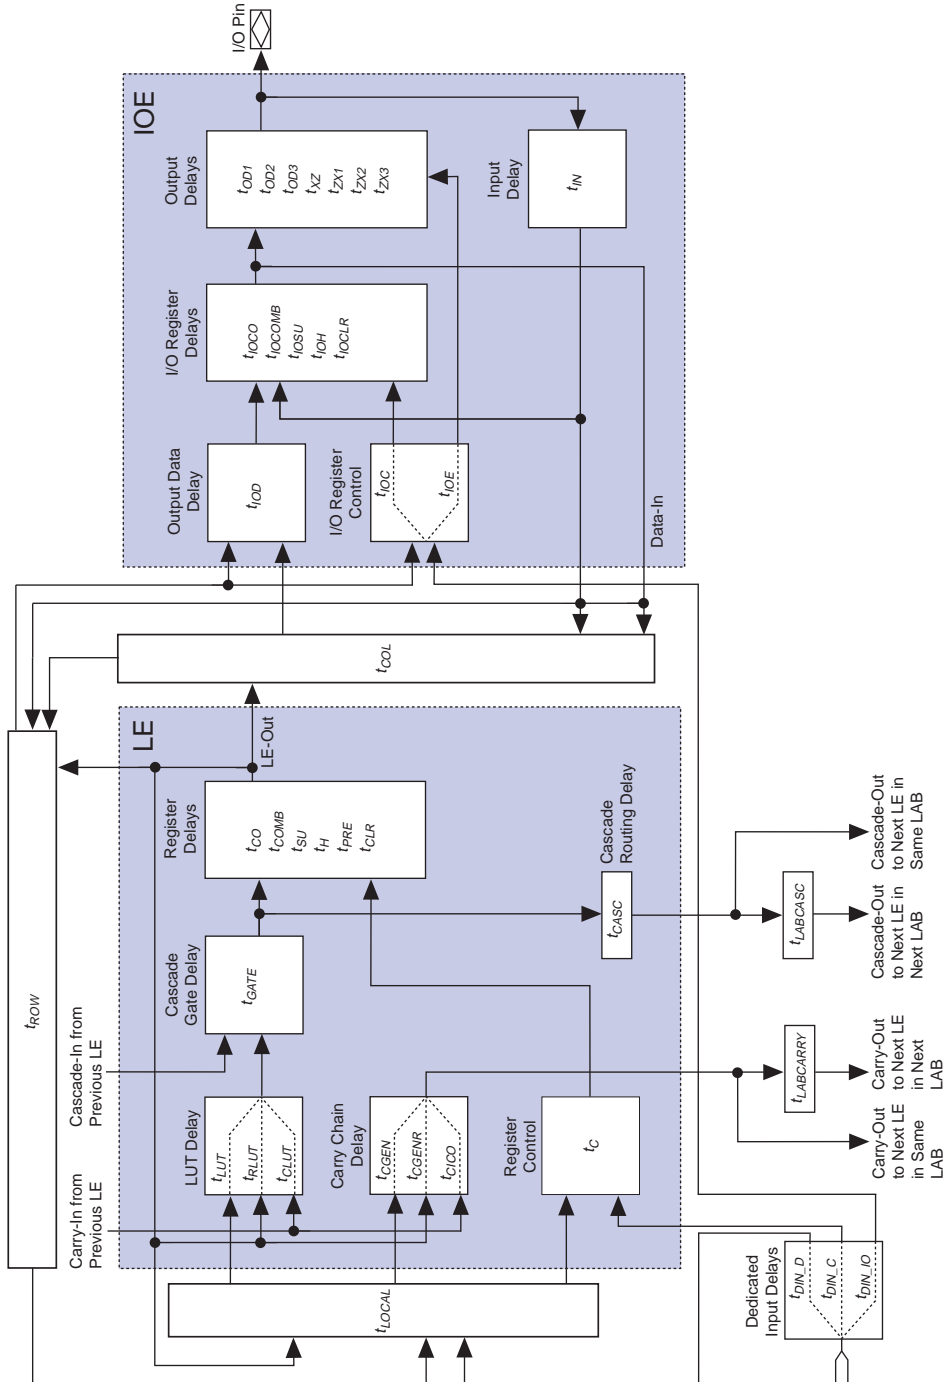 I/O Pin
IOE
Output
Delays
tOD1
tOD2
tOD3
tXZ
tZX1
tZX2
tZX3
Input
Delay
tIN
I/O Register
Delays
tIOCO
tIOCOMB
tIOSU
tIOH
tIOCLR
Output Data
Delay
tIOD
I/O Register
Control
tIOC
tIOE
Data-In
tCOL
tROW
LE
LE-Out
Register
Delays
tCO
tCOMB
tSU
tH
tPRE
tCLR
Cascade
Routing Delay
tCASC
Cascade
Gate Delay
tGATE
Cascade-In from
Previous LE
LUT Delay
tLUT
tRLUT
tCLUT
Carry Chain
Delay
tCGEN
tCGENR
tCICO
Register
Control
tC
Carry-In from
Previous LE
tLOCAL
Dedicated
Input Delays
tDIN_D
tDIN_C
tDIN_IO
tLABCASC
tLABCARRY
Cascade-Out
to Next LE in
Same LAB
Cascade-Out
to Next LE in
Next LAB
Carry-Out
to Next LE
in Next
LAB
Carry-Out
to Next LE
in Same
LAB